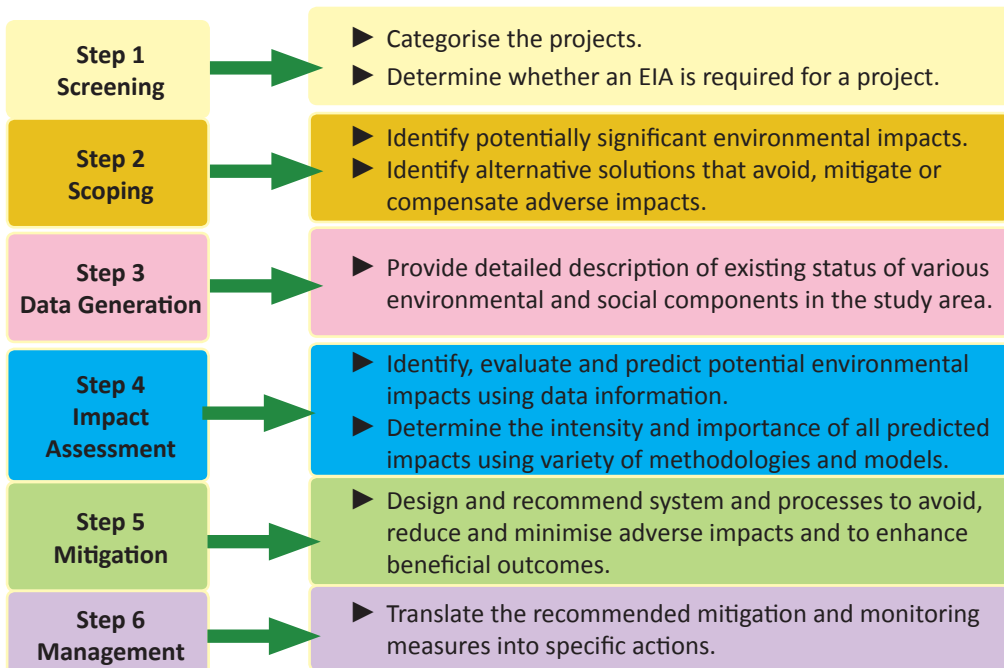 Step 1
Screening
► Categorise the projects.
► Determine whether an EIA is required for a project.
Step 2
Scoping
► Identify potentially significant environmental impacts.
► Identify alternative solutions that avoid, mitigate or
compensate adverse impacts.
Step 3
Data Generation
► Provide detailed description of existing status of various
environmental and social components in the study area.
Step 4
Impact
Assessment
► Identify, evaluate and predict potential environmental
impacts using data information.
► Determine the intensity and importance of all predicted
impacts using variety of methodologies and models.
Step 5
Mitigation
► Design and recommend system and processes to avoid,
reduce and minimise adverse impacts and to enhance
beneficial outcomes.
Step 6
Management
► Translate the recommended mitigation and monitoring
measures into specific actions.